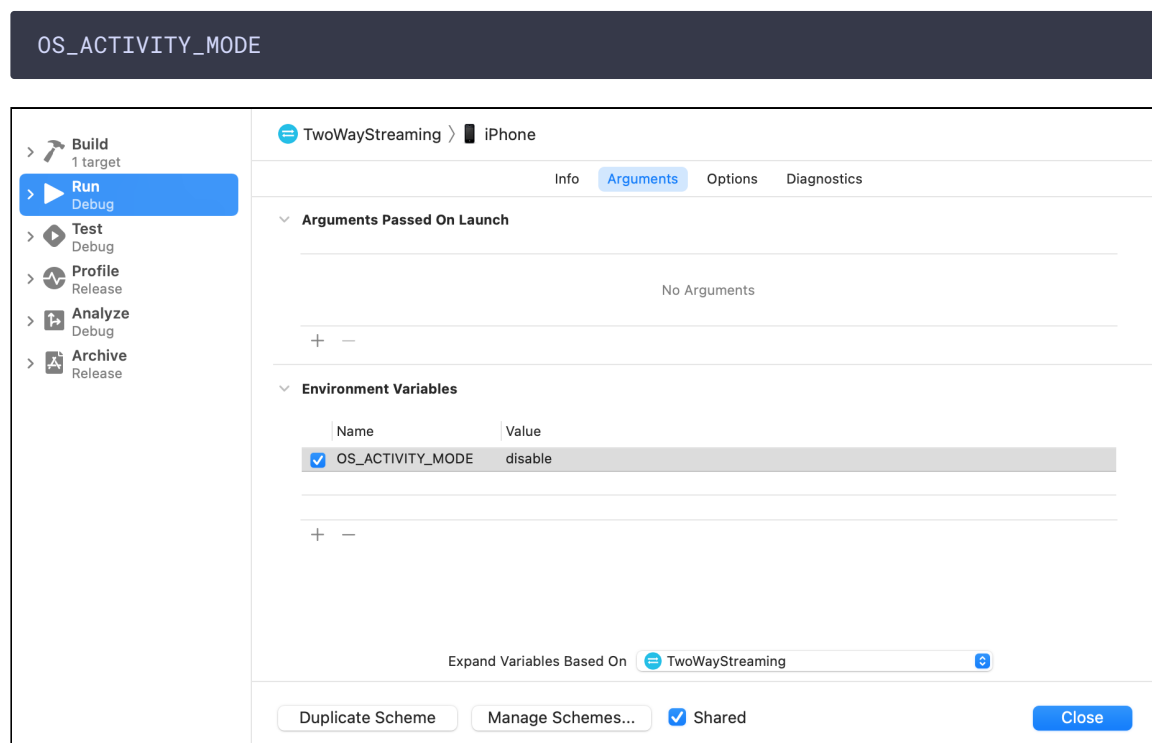 OS_ACTIVITY_MODE
TwoWayStreaming 〉 iPhone
Build
1 target
Run
Debug
Test
Debug
Profile
Release
Analyze
Debug
Archive
Release
Info Arguments Options Diagnostics
Arguments Passed On Launch
No Arguments
Environment Variables
Name Value
OS_ACTIVITY_MODE disable
Expand Variables Based On TwoWayStreaming
Duplicate Scheme Manage Schemes... Shared Close